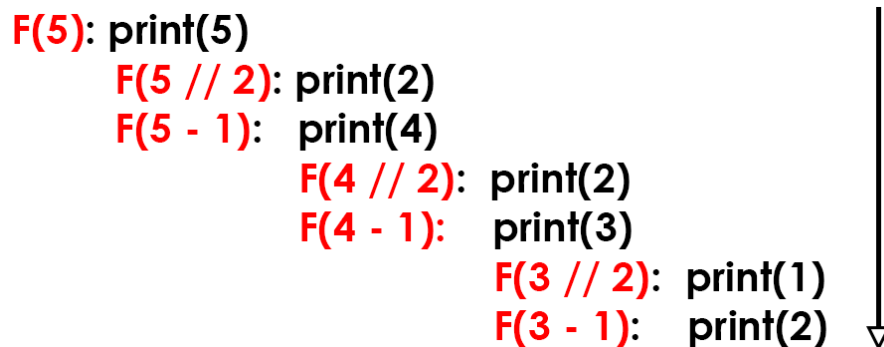 F(5): print(5)
F(5 // 2): print(2)
F(5 - 1): print(4)
F(4 // 2): print(2)
F(4 - 1): print(3)
F(3 // 2): print(1)
F(3 - 1): print(2)